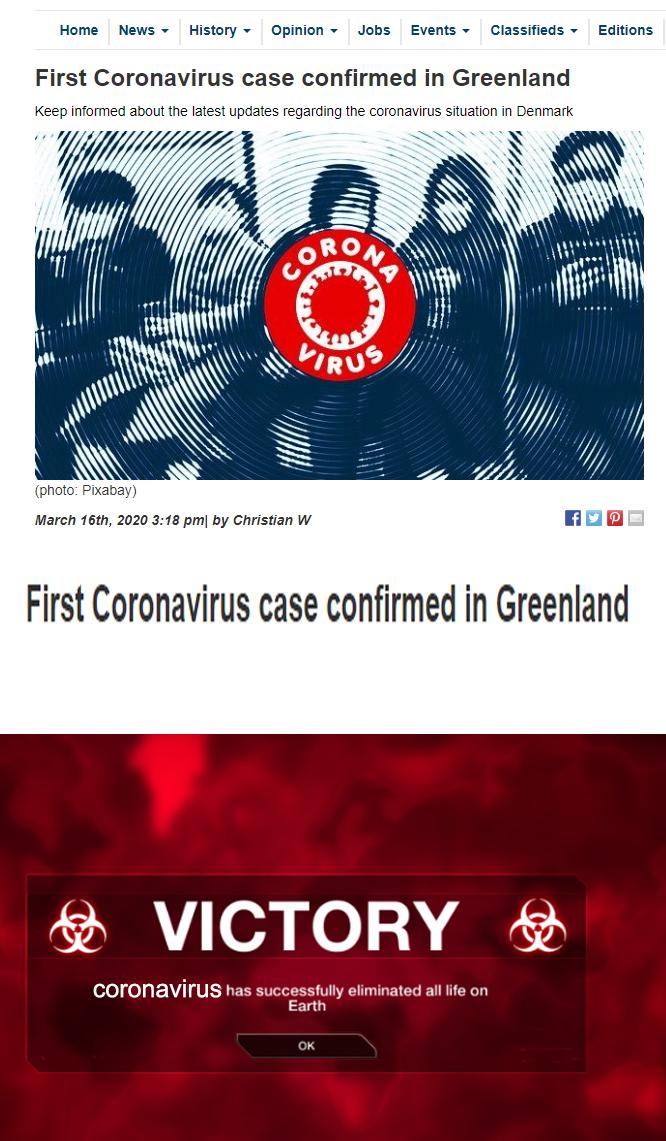 Home News History Opinion Jobs Events Classifieds Editions
First Coronavirus case confirmed in Greenland
Keep informed about the latest updates regarding the coronavirus situation in Denmark
CORONA
VIRUS
(photo: Pixabay)
March 16th, 2020 3:18 pm| by Christian W
First Coronavirus case confirmed in Greenland
VICTORY
coronavirus has successfully eliminated all life on
Earth
OK